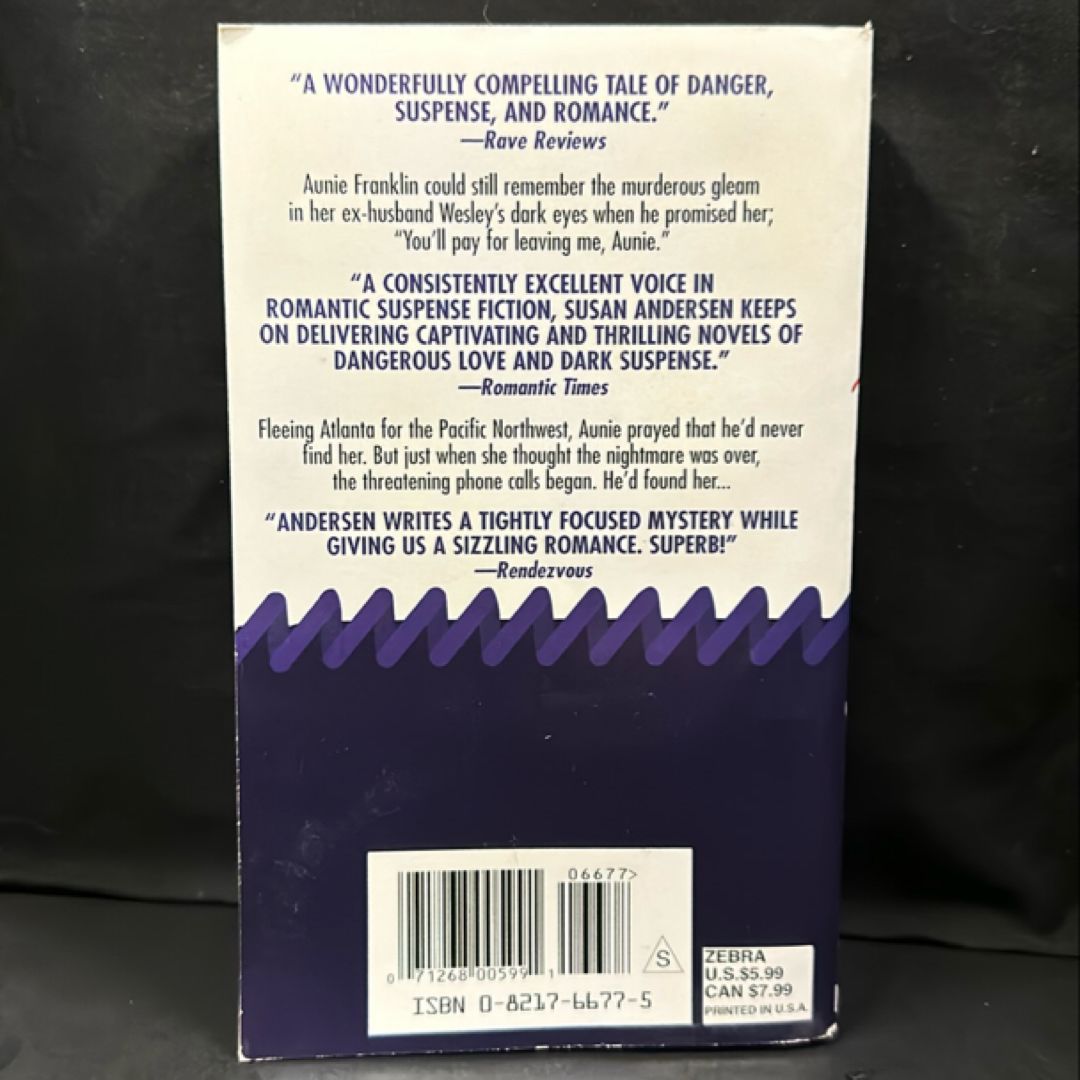 “A WONDERFULLY COMPELLING TALE OF DANGER,
SUSPENSE, AND ROMANCE.”
—Rave Reviews
Aunie Franklin could still remember the murderous gleam
in her ex-husband Wesley’s dark eyes when he promised her;
“You’ll pay for leaving me, Aunie.”
“A CONSISTENTLY EXCELLENT VOICE IN
ROMANTIC SUSPENSE FICTION, SUSAN ANDERSEN KEEPS
ON DELIVERING CAPTIVATING AND THRILLING NOVELS OF
DANGEROUS LOVE AND DARK SUSPENSE.”
—Romantic Times
Fleeing Atlanta for the Pacific Northwest, Aunie prayed that he’d never
find her. But just when she thought the nightmare was over,
the threatening phone calls began. He’d found her...
“ANDERSEN WRITES A TIGHTLY FOCUSED MYSTERY WHILE
GIVING US A SIZZLING ROMANCE. SUPERB!”
—Rendezvous
06677>
0 71268 00599 1
S
ISBN 0-8217-6677-5
ZEBRA
U.S.$5.99
CAN $7.99
PRINTED IN U.S.A.